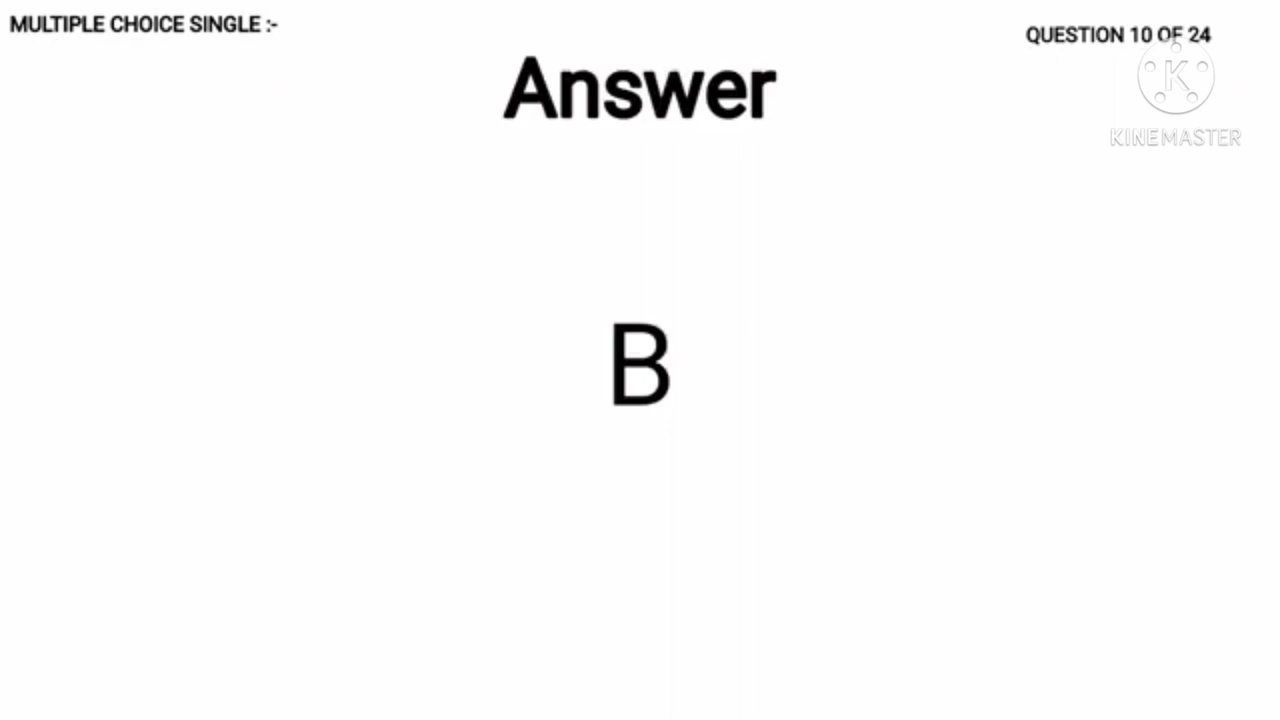 MULTIPLE CHOICE SINGLE :-
QUESTION 10 OF 24
Answer
K
KINEMASTER
B